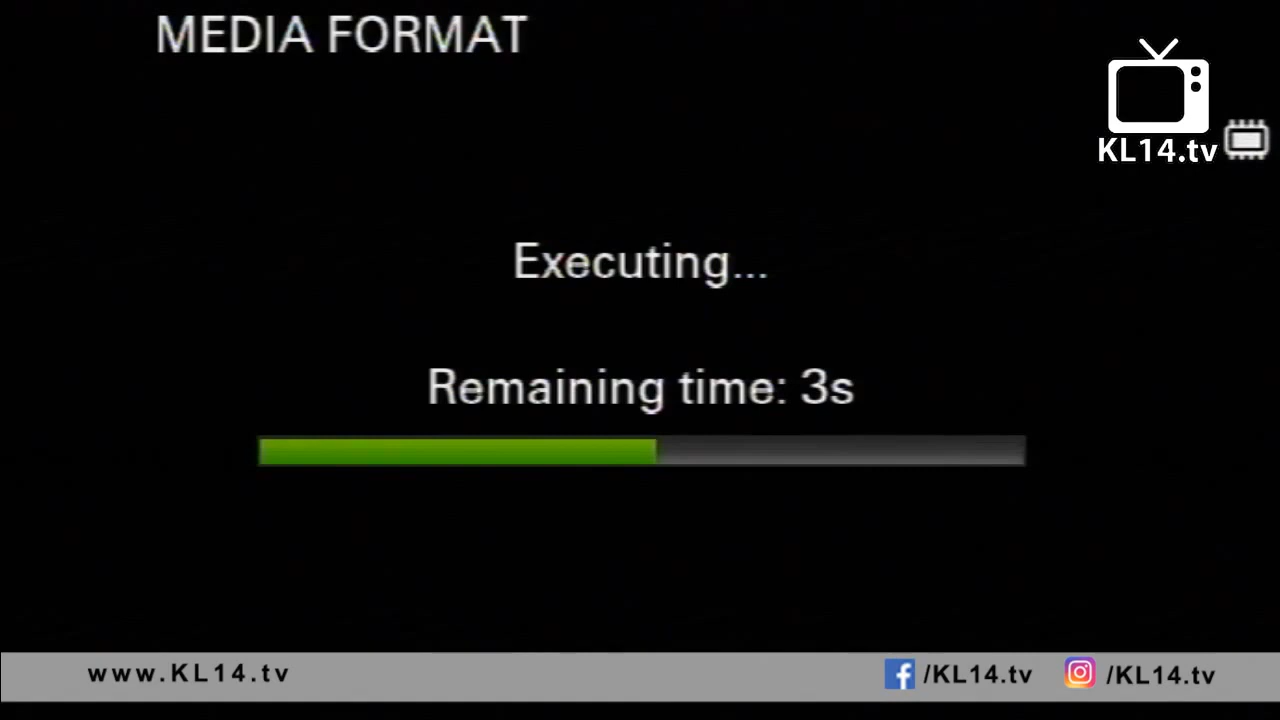 MEDIA FORMAT
KL14.tv
Executing...
Remaining time: 3s
www.KL14.tv
/KL14.tv
/KL14.tv